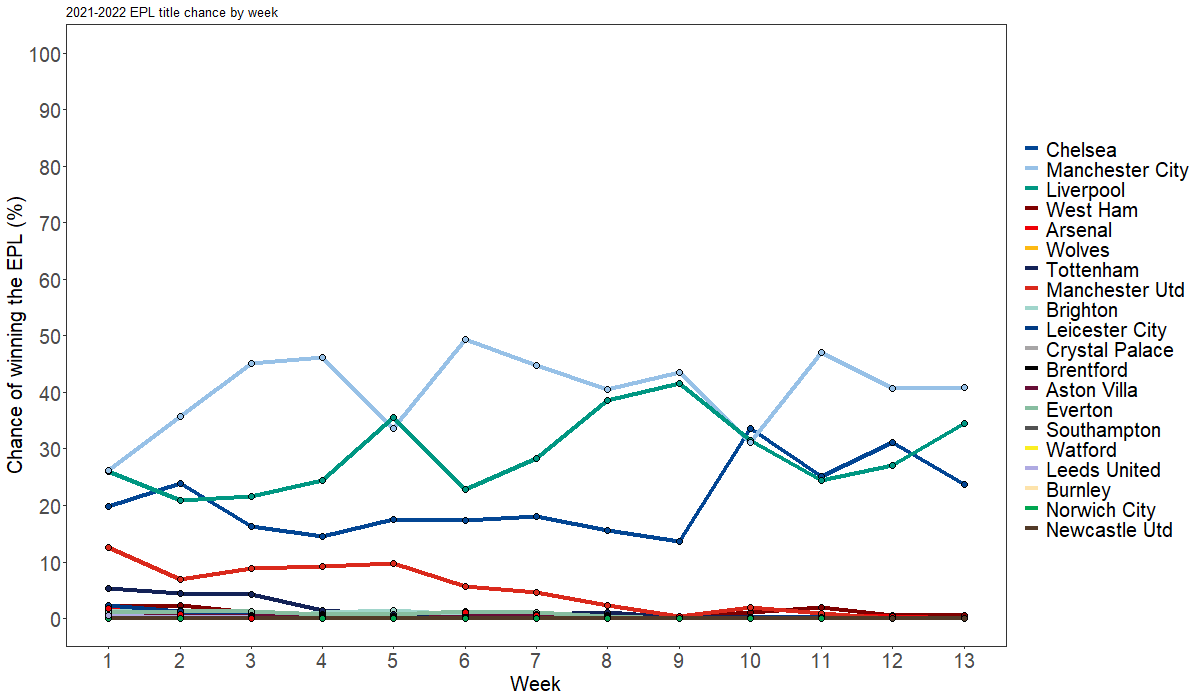 2021-2022 EPL title chance by week
Chance of winning the EPL (%)
100
90
80
70
60
50
40
30
20
10
0
1 2 3 4 5 6 7 8 9 10 11 12 13
Week
Chelsea
Manchester City
Liverpool
West Ham
Arsenal
Wolves
Tottenham
Manchester Utd
Brighton
Leicester City
Crystal Palace
Brentford
Aston Villa
Everton
Southampton
Watford
Leeds United
Burnley
Norwich City
Newcastle Utd